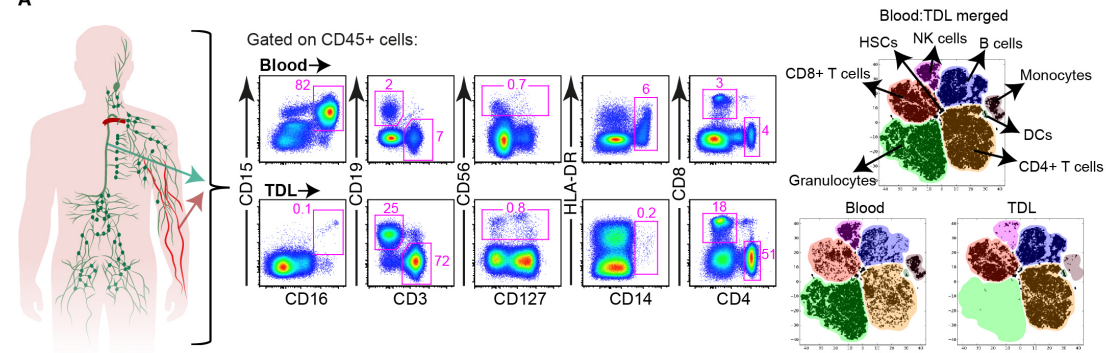 A
Gated on CD45+ cells:
Blood
CD15
82
CD19
2
7
CD56
0.7
HLA-DR
6
CD8
3
4
TDL
0.1
25
72
0.8
0.2
18
51
CD16
CD3
CD127
CD14
CD4
Blood:TDL merged
HSCs
NK cells
B cells
CD8+ T cells
Monocytes
DCs
CD4+ T cells
Granulocytes
Blood
TDL